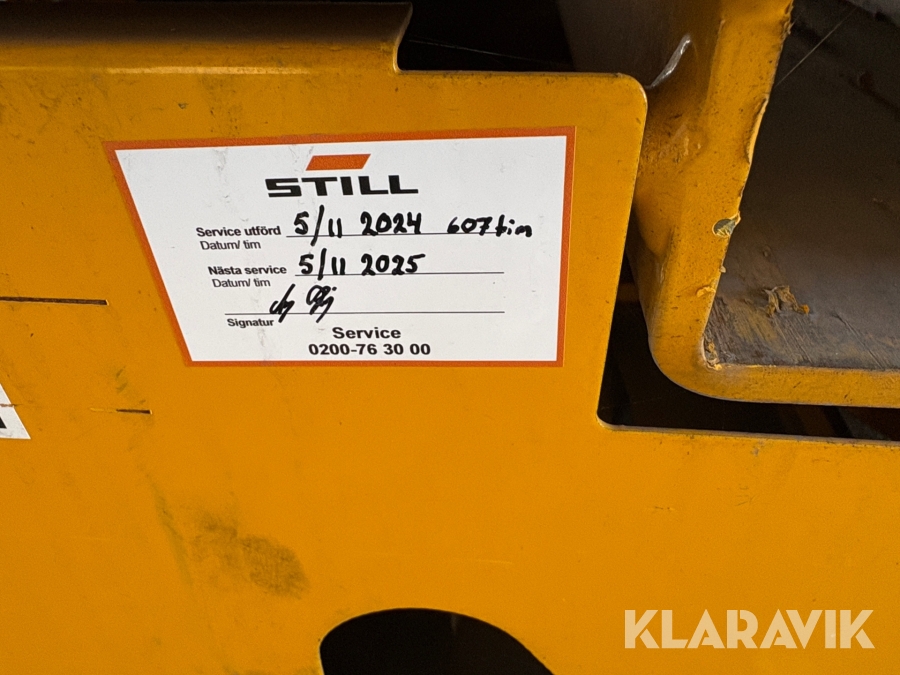 STILL
Service utförd 5/11 2024 607 tim
Datum/ tim
Nästa service 5/11 2025
Datum/ tim
Signatur
Service
0200-76 30 00
KLARAVIK